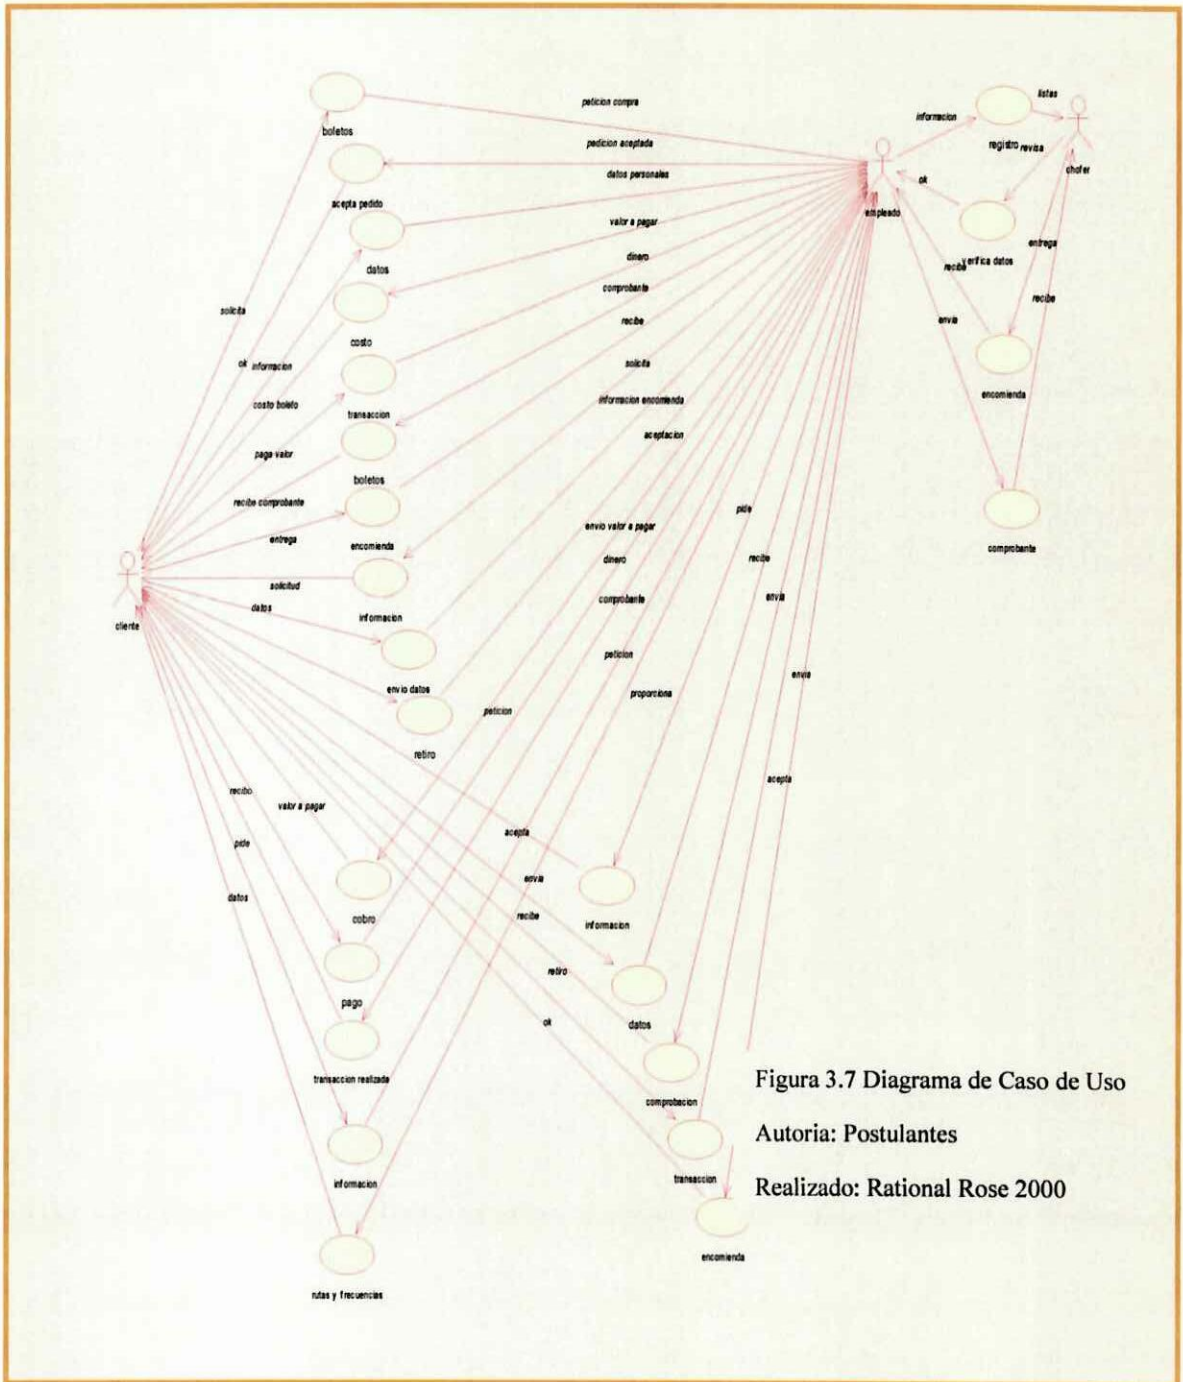 listas
peticion compra
informacion
boletos
pedicion aceptada
registro
revisa
chofer
datos personales
ok
acepta pedido
empleado
valor a pagar
datos
dinero
entrega
verifica datos
recibe
comprobante
recibe
solicita
recibe
envia
costo
solicita
ok
informacion
encomienda
informacion encomienda
costo boleto
transaccion
aceptacion
paga valor
boletos
recibe comprobante
pide
envio valor a pagar
entrega
encomienda
comprobante
dinero
recibe
solicitud
envia
comprobante
datos
informacion
cliente
peticion
envia
envio datos
proporciona
peticion
retiro
acepta
recibo
valor a pagar
acepta
pide
envia
datos
recibe
cobro
informacion
retiro
pago
ok
datos
transaccion realizada
Figura 3.7 Diagrama de Caso de Uso
comprobacion
Autoria: Postulantes
transaccion
informacion
Realizado: Rational Rose 2000
encomienda
rutas y frecuencias